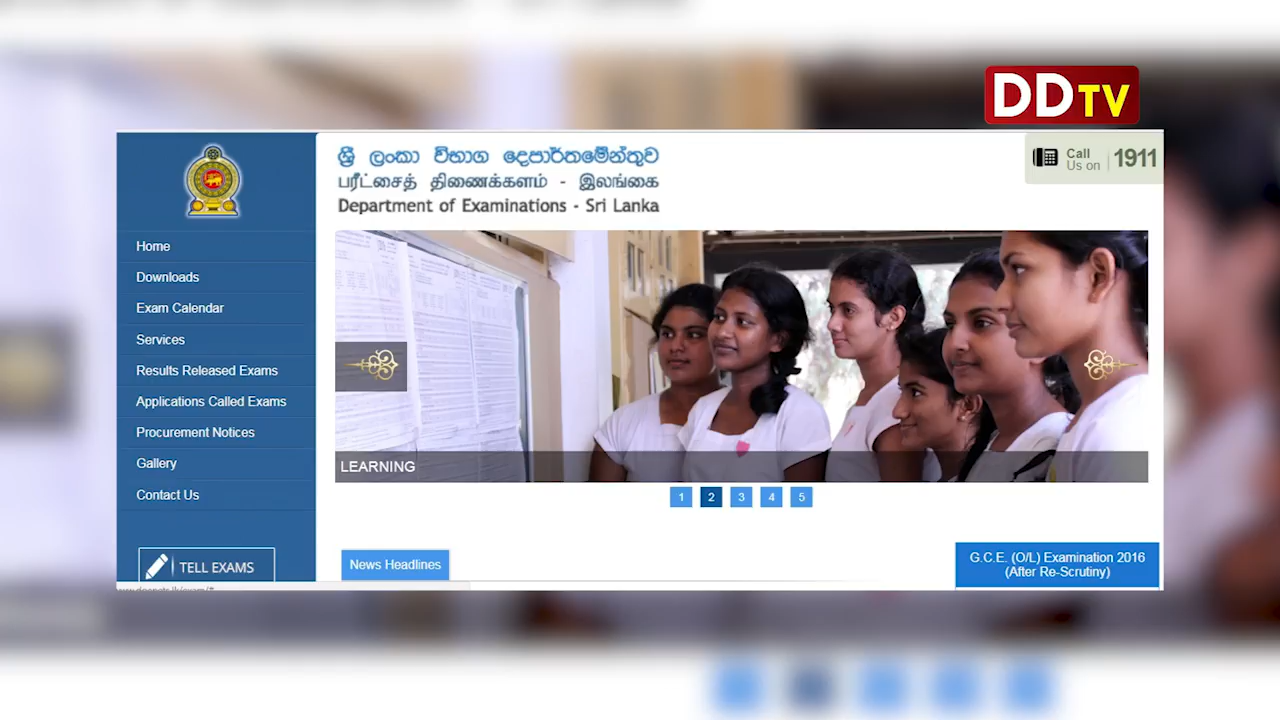 DDTV
ශ්‍රී ලංකා විභාග දෙපාර්තමේන්තුව
பரீட்சைத் திணைக்களம் - இலங்கை
Department of Examinations - Sri Lanka
Call
Us on
1911
Home
Downloads
Exam Calendar
Services
Results Released Exams
Applications Called Exams
Procurement Notices
Gallery
Contact Us
TELL EXAMS
LEARNING
1 2 3 4 5
News Headlines
G.C.E. (O/L) Examination 2016
(After Re-Scrutiny)